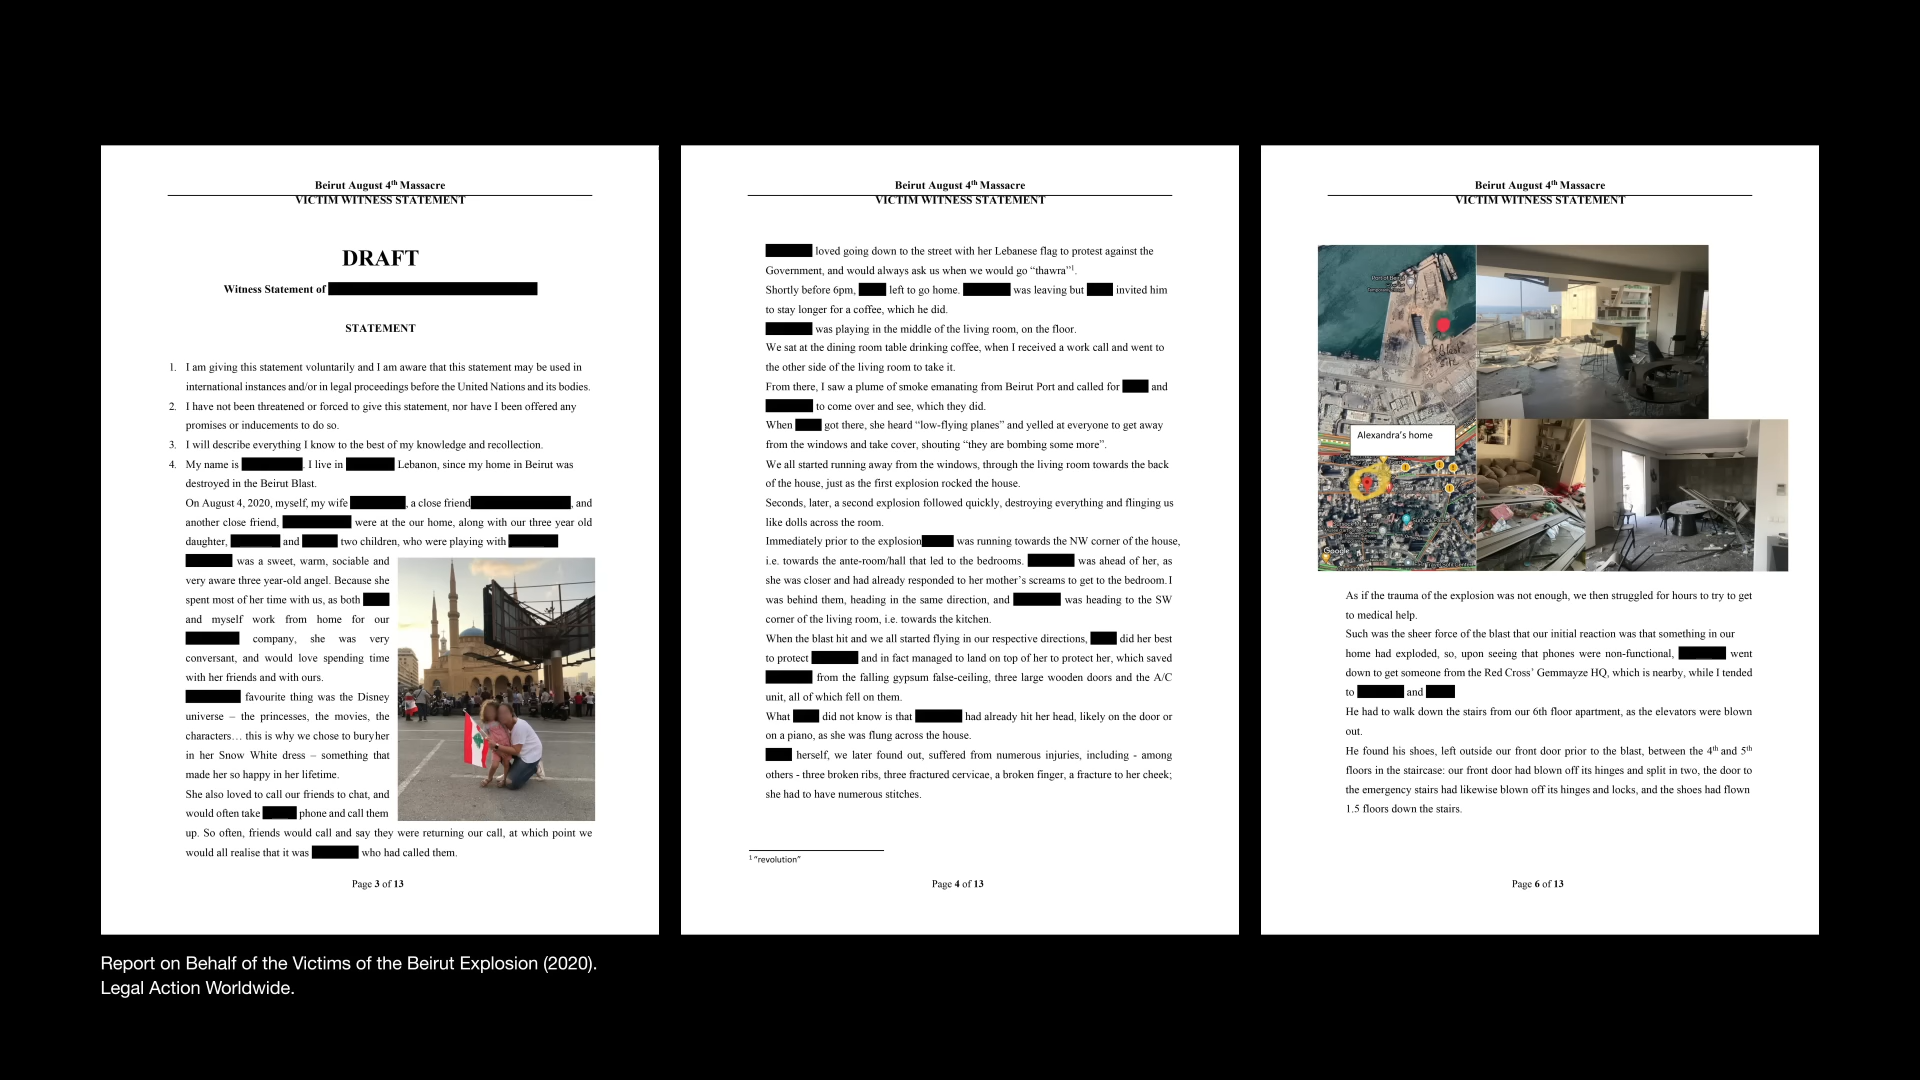 Beirut August 4th Massacre
VICTIM WITNESS STATEMENT
DRAFT
Witness Statement of
STATEMENT
1. I am giving this statement voluntarily and I am aware that this statement may be used in
international instances and/or in legal proceedings before the United Nations and its bodies.
2. I have not been threatened or forced to give this statement, nor have I been offered any
promises or inducements to do so.
3. I will describe everything I know to the best of my knowledge and recollection.
4. My name is . I live in Lebanon, since my home in Beirut was
destroyed in the Beirut Blast.
On August 4, 2020, myself, my wife , a close friend , and
another close friend, were at the our home, along with our three year old
daughter, and two children, who were playing with
was a sweet, warm, sociable and
very aware three year-old angel. Because she
spent most of her time with us, as both
and myself work from home for our
company, she was very
conversant, and would love spending time
with her friends and with ours.
favourite thing was the Disney
universe – the princesses, the movies, the
characters… this is why we chose to bury her
in her Snow White dress – something that
made her so happy in her lifetime.
She also loved to call our friends to chat, and
would often take phone and call them
up. So often, friends would call and say they were returning our call, at which point we
would all realise that it was who had called them.
Page 3 of 13
Beirut August 4th Massacre
VICTIM WITNESS STATEMENT
loved going down to the street with her Lebanese flag to protest against the
Government, and would always ask us when we would go “thawra”1.
Shortly before 6pm, left to go home. was leaving but invited him
to stay longer for a coffee, which he did.
was playing in the middle of the living room, on the floor.
We sat at the dining room table drinking coffee, when I received a work call and went to
the other side of the living room to take it.
From there, I saw a plume of smoke emanating from Beirut Port and called for and
to come over and see, which they did.
When got there, she heard “low-flying planes” and yelled at everyone to get away
from the windows and take cover, shouting “they are bombing some more”.
We all started running away from the windows, through the living room towards the back
of the house, just as the first explosion rocked the house.
Seconds, later, a second explosion followed quickly, destroying everything and flinging us
like dolls across the room.
Immediately prior to the explosion was running towards the NW corner of the house,
i.e. towards the ante-room/hall that led to the bedrooms. was ahead of her, as
she was closer and had already responded to her mother’s screams to get to the bedroom. I
was behind them, heading in the same direction, and was heading to the SW
corner of the living room, i.e. towards the kitchen.
When the blast hit and we all started flying in our respective directions, did her best
to protect and in fact managed to land on top of her to protect her, which saved
from the falling gypsum false-ceiling, three large wooden doors and the A/C
unit, all of which fell on them.
What did not know is that had already hit her head, likely on the door or
on a piano, as she was flung across the house.
herself, we later found out, suffered from numerous injuries, including - among
others - three broken ribs, three fractured cervicae, a broken finger, a fracture to her cheek;
she had to have numerous stitches.
1 “revolution”
Page 4 of 13
Beirut August 4th Massacre
VICTIM WITNESS STATEMENT
Port of Beirut
Alexandra’s home
Google
As if the trauma of the explosion was not enough, we then struggled for hours to try to get
to medical help.
Such was the sheer force of the blast that our initial reaction was that something in our
home had exploded, so, upon seeing that phones were non-functional, went
down to get someone from the Red Cross’ Gemmayze HQ, which is nearby, while I tended
to and
He had to walk down the stairs from our 6th floor apartment, as the elevators were blown
out.
He found his shoes, left outside our front door prior to the blast, between the 4th and 5th
floors in the staircase: our front door had blown off its hinges and split in two, the door to
the emergency stairs had likewise blown off its hinges and locks, and the shoes had flown
1.5 floors down the stairs.
Page 6 of 13
Report on Behalf of the Victims of the Beirut Explosion (2020).
Legal Action Worldwide.